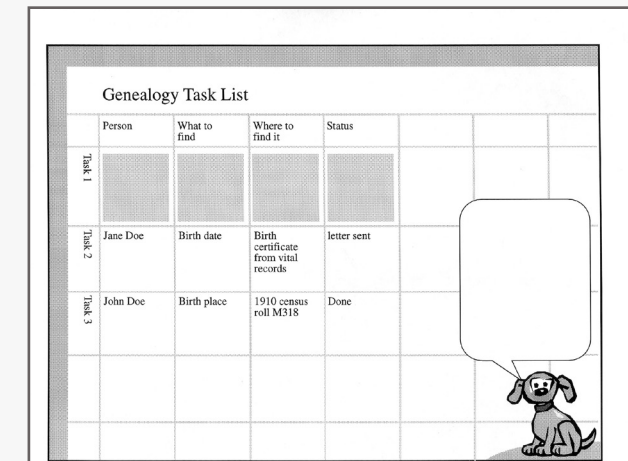 Genealogy Task List
Person
What to
find
Where to
find it
Status
Task 1
Task 2
Jane Doe
Birth date
Birth
certificate
from vital
records
letter sent
Task 3
John Doe
Birth place
1910 census
roll M318
Done